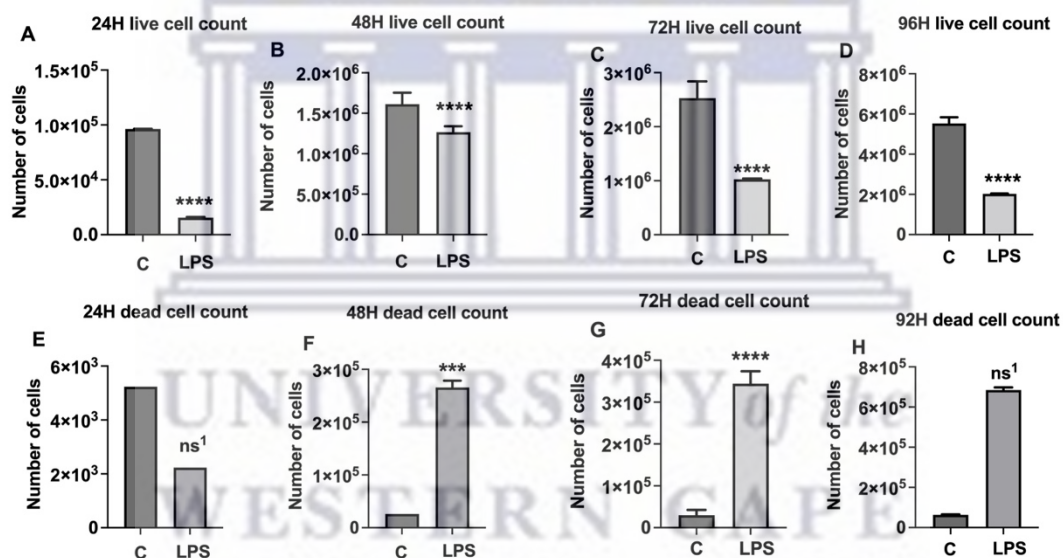 24H live cell count
48H live cell count
72H live cell count
96H live cell count
A
B
C
D
Number of cells
1.5×10⁵
1.0×10⁵
5.0×10⁴
0.0
****
C
LPS
Number of cells
2.0×10⁶
1.5×10⁶
1.0×10⁶
5.0×10⁵
0.0
****
C
LPS
Number of cells
3×10⁶
2×10⁶
1×10⁶
0
****
C
LPS
Number of cells
8×10⁶
6×10⁶
4×10⁶
2×10⁶
0
****
C
LPS
24H dead cell count
48H dead cell count
72H dead cell count
92H dead cell count
E
F
G
H
Number of cells
6×10³
4×10³
2×10³
0
ns¹
C
LPS
Number of cells
3×10⁵
2×10⁵
1×10⁵
0
***
C
LPS
Number of cells
4×10⁵
3×10⁵
2×10⁵
1×10⁵
0
****
C
LPS
Number of cells
8×10⁵
6×10⁵
4×10⁵
2×10⁵
0
ns¹
C
LPS
UNIVERSITY of the
WESTERN CAPE